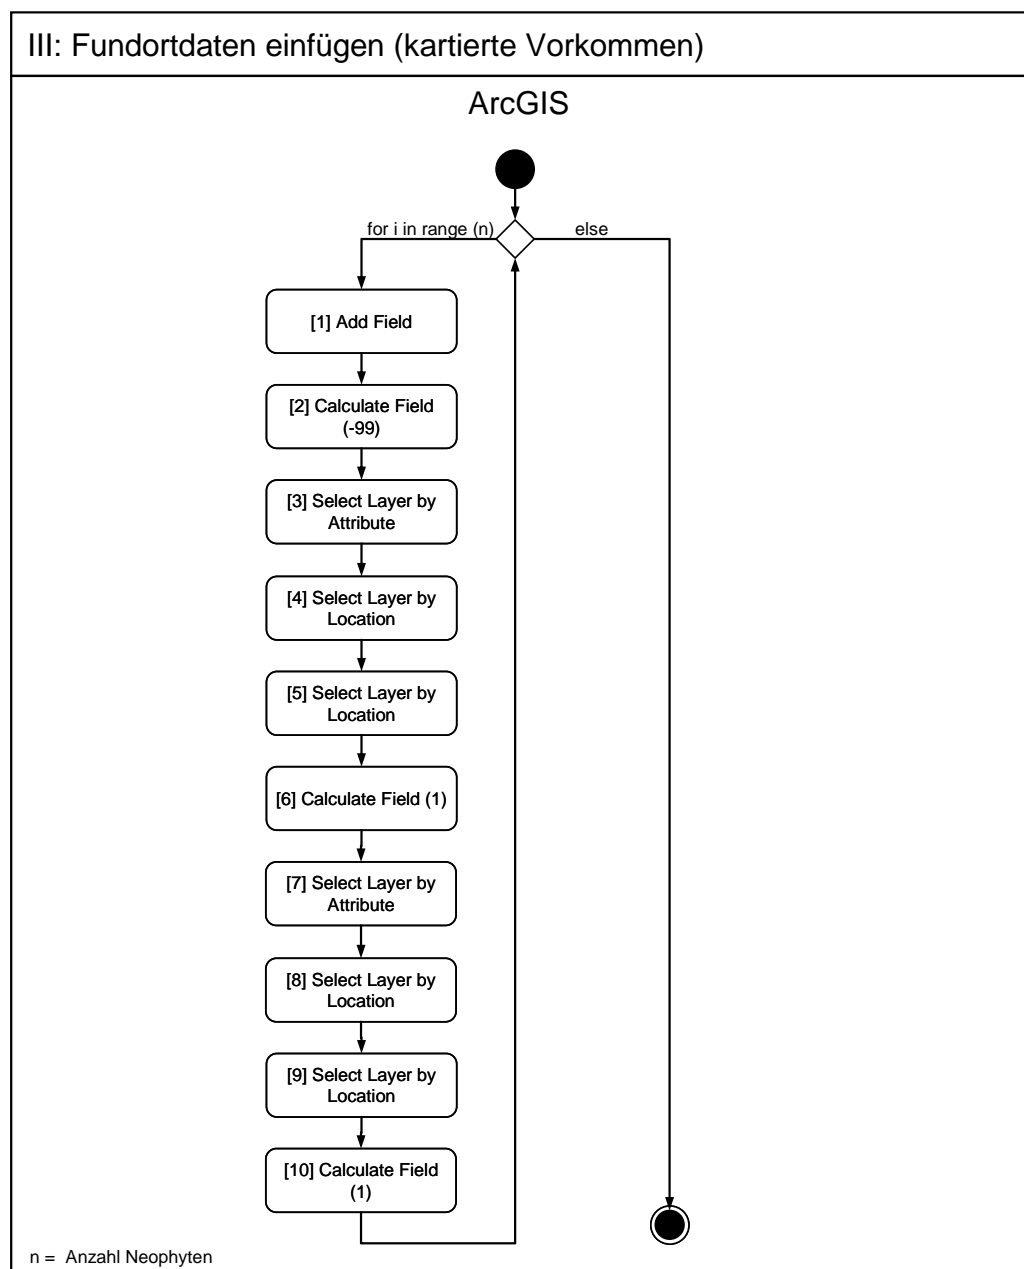 III: Fundortdaten einfügen (kartierte Vorkommen)
ArcGIS
for i in range (n)
else
[1] Add Field
[2] Calculate Field
(-99)
[3] Select Layer by
Attribute
[4] Select Layer by
Location
[5] Select Layer by
Location
[6] Calculate Field (1)
[7] Select Layer by
Attribute
[8] Select Layer by
Location
[9] Select Layer by
Location
[10] Calculate Field
(1)
n = Anzahl Neophyten